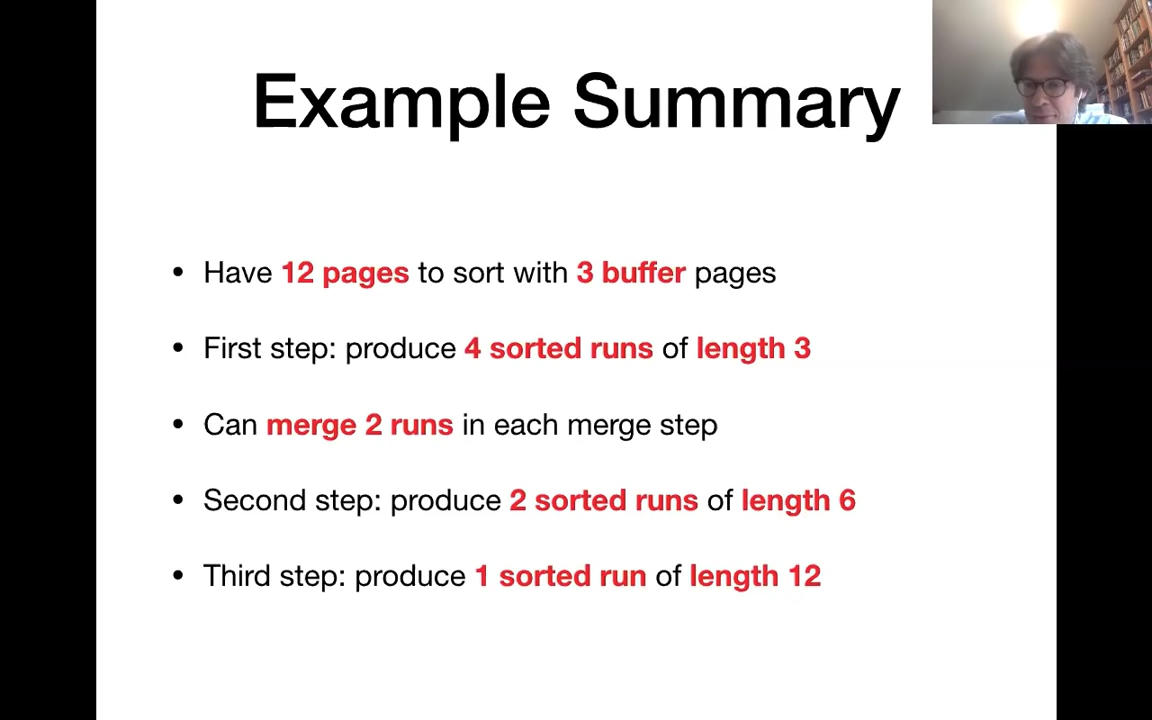 Example Summary
• Have 12 pages to sort with 3 buffer pages
• First step: produce 4 sorted runs of length 3
• Can merge 2 runs in each merge step
• Second step: produce 2 sorted runs of length 6
• Third step: produce 1 sorted run of length 12